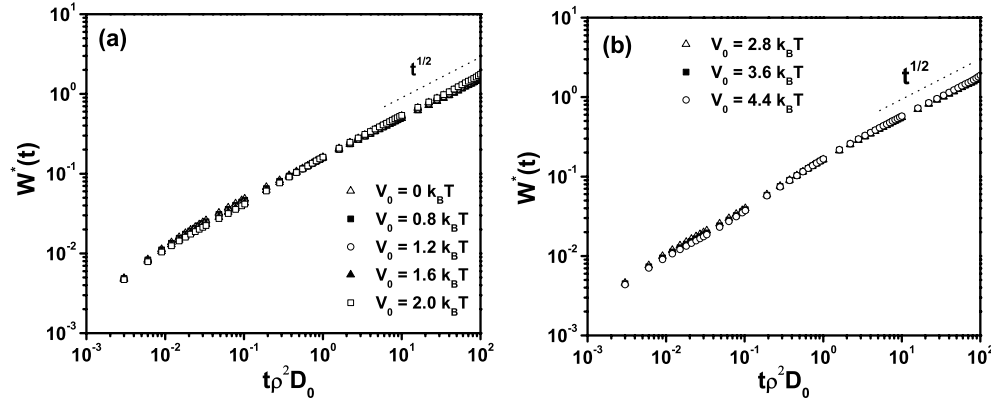 (a)
t^{1/2}
10^1
10^0
10^{-1}
10^{-2}
10^{-3}
W^*(t)
V_0 = 0 k_BT
V_0 = 0.8 k_BT
V_0 = 1.2 k_BT
V_0 = 1.6 k_BT
V_0 = 2.0 k_BT
10^{-3} 10^{-2} 10^{-1} 10^0 10^1 10^2
tρ^2D_0
(b)
V_0 = 2.8 k_BT
V_0 = 3.6 k_BT
V_0 = 4.4 k_BT
t^{1/2}
10^1
10^0
10^{-1}
10^{-2}
10^{-3}
W^*(t)
10^{-3} 10^{-2} 10^{-1} 10^0 10^1 10^2
tρ^2D_0